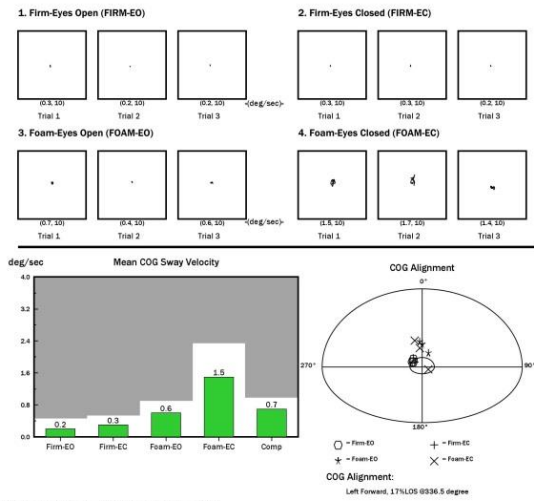 1. Firm-Eyes Open (FIRM-EO)
2. Firm-Eyes Closed (FIRM-EC)
(0.3, 10) (0.2, 10) (0.2, 10) -(deg/sec)- (0.3, 10) (0.3, 10) (0.2, 10)
Trial 1 Trial 2 Trial 3 Trial 1 Trial 2 Trial 3
3. Foam-Eyes Open (FOAM-EO)
4. Foam-Eyes Closed (FOAM-EC)
(0.7, 10) (0.4, 10) (0.6, 10) -(deg/sec)- (1.5, 10) (1.7, 10) (1.4, 10)
Trial 1 Trial 2 Trial 3 Trial 1 Trial 2 Trial 3
deg/sec Mean COG Sway Velocity
4.0
3.2
2.4
1.6
0.8
0.0
0.2 0.3 0.6 1.5 0.7
Firm-EO Firm-EC Foam-EO Foam-EC Comp
COG Alignment
0°
270° 90°
180°
= Firm-EO = Firm-EC
= Foam-EO = Foam-EC
COG Alignment:
Left Forward, 17%LOS @336.5 degree